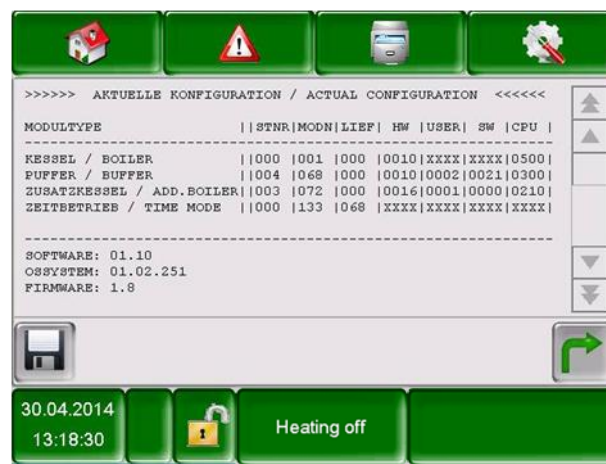 >>>>>> AKTUELLE KONFIGURATION / ACTUAL CONFIGURATION <<<<<<
MODULTYPE ||STNR|MODN|LIEF| HW |USER| SW |CPU |
------------------------------------------------------------
KESSEL / BOILER ||000 |001 |000 |0010|XXXX|XXXX|0500|
PUFFER / BUFFER ||004 |068 |000 |0010|0002|0021|0300|
ZUSATZKESSEL / ADD.BOILER||003 |072 |000 |0016|0001|0000|0210|
ZEITBETRIEB / TIME MODE ||000 |133 |068 |XXXX|XXXX|XXXX|XXXX|
------------------------------------------------------------
SOFTWARE: 01.10
OSSYSTEM: 01.02.251
FIRMWARE: 1.8
30.04.2014
13:18:30
1
Heating off